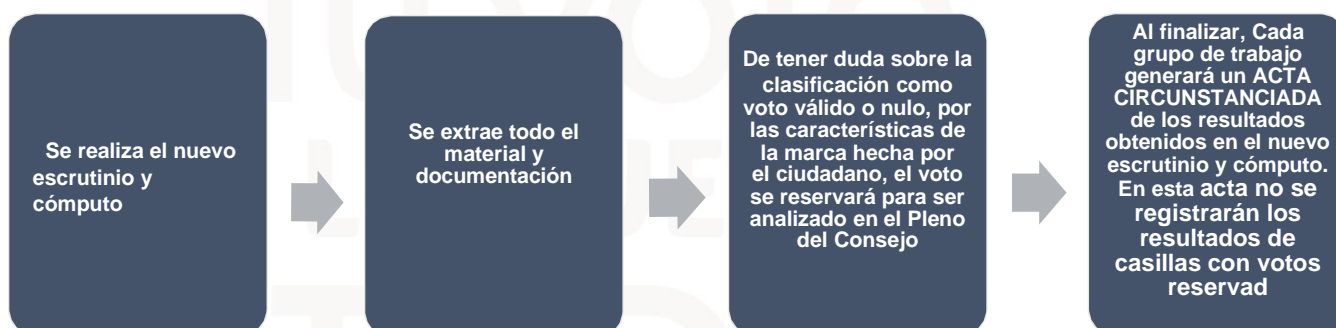 Se realiza el nuevo
escrutinio y
cómputo
Se extrae todo el
material y
documentación
De tener duda sobre la
clasificación como
voto válido o nulo, por
las características de
la marca hecha por
el ciudadano, el voto
se reservará para ser
analizado en el Pleno
del Consejo
Al finalizar, Cada
grupo de trabajo
generará un ACTA
CIRCUNSTANCIADA
de los resultados
obtenidos en el nuevo
escrutinio y cómputo.
En esta acta no se
registrarán los
resultados de
casillas con votos
reservad